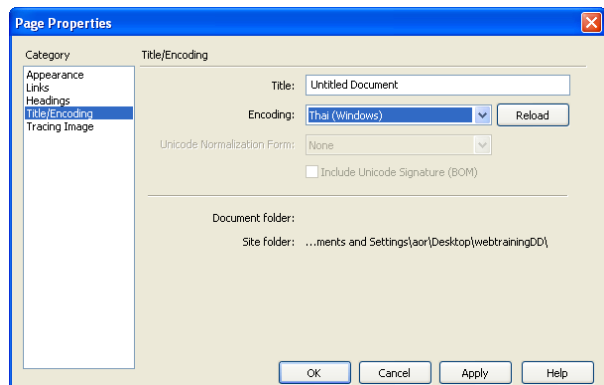 Page Properties
Category
Title/Encoding
Appearance
Links
Headings
Title/Encoding
Tracing Image
Title: Untitled Document
Encoding: Thai (Windows) Reload
Unicode Normalization Form: None
Include Unicode Signature (BOM)
Document folder:
Site folder: ...ments and Settings\aor\Desktop\webtrainingDD\
OK Cancel Apply Help